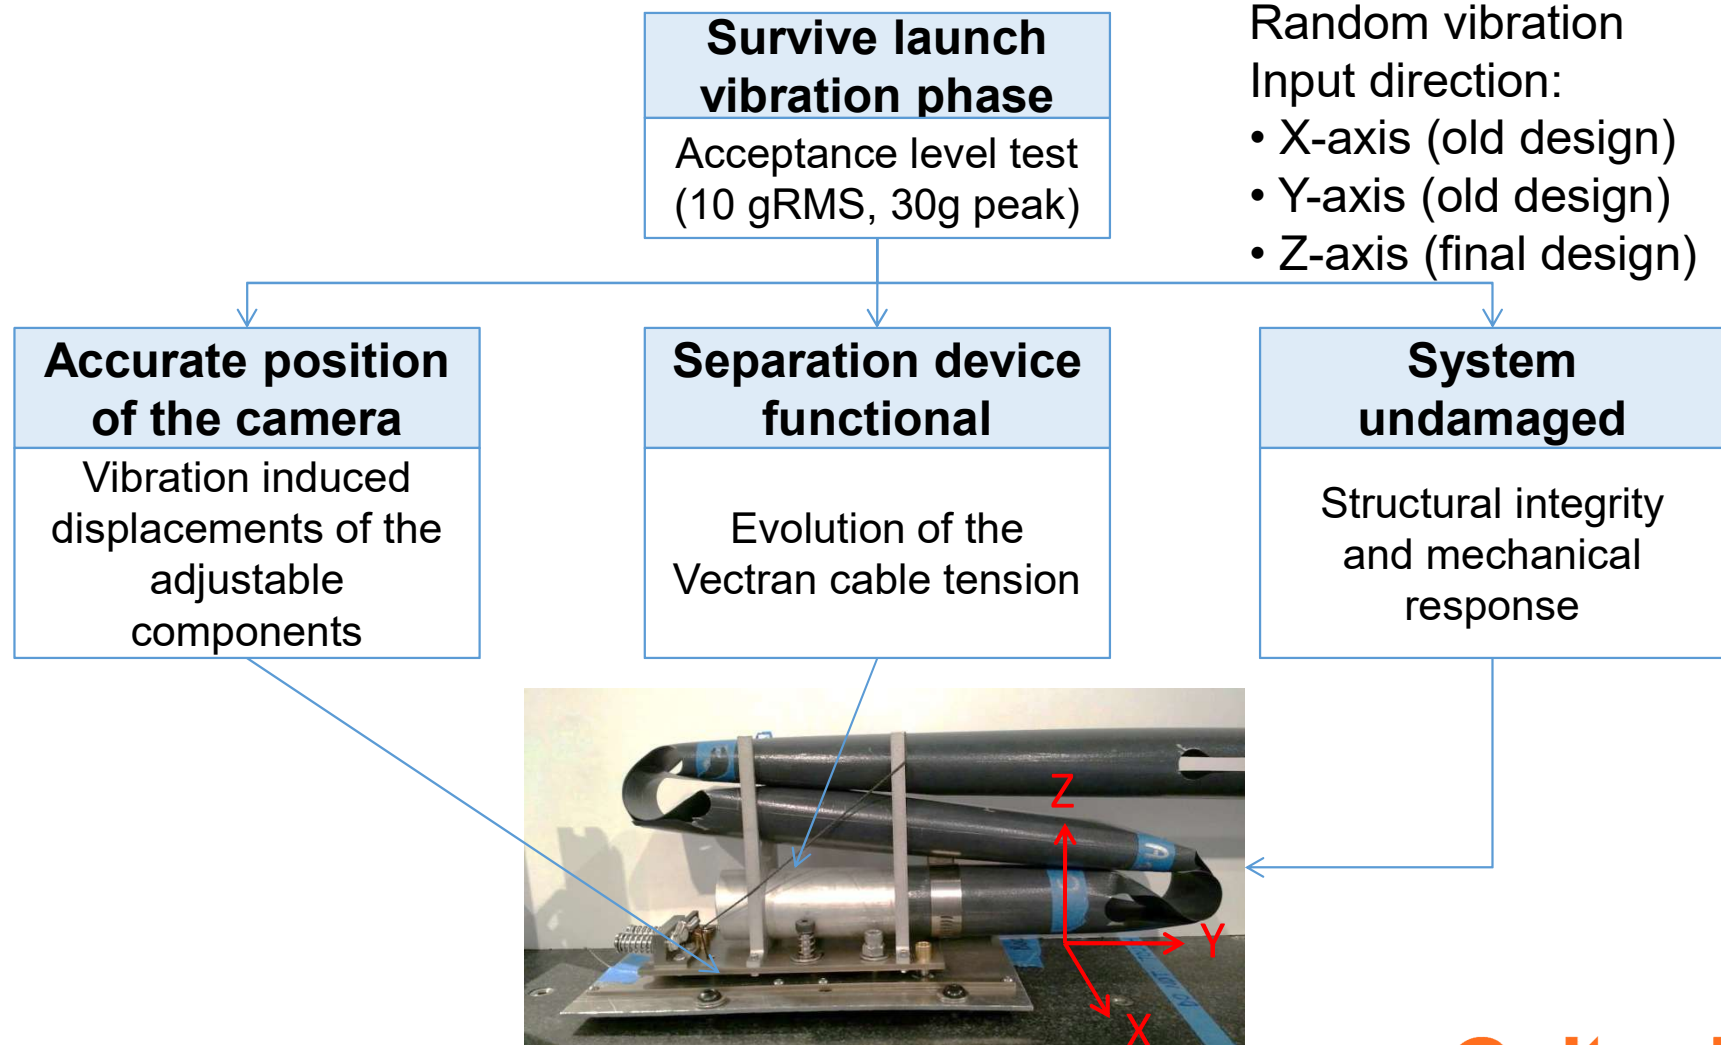 Survive launch
vibration phase
Acceptance level test
(10 gRMS, 30g peak)
Random vibration
Input direction:
• X-axis (old design)
• Y-axis (old design)
• Z-axis (final design)
Accurate position
of the camera
Vibration induced
displacements of the
adjustable
components
Separation device
functional
Evolution of the
Vectran cable tension
System
undamaged
Structural integrity
and mechanical
response
Z
Y
X